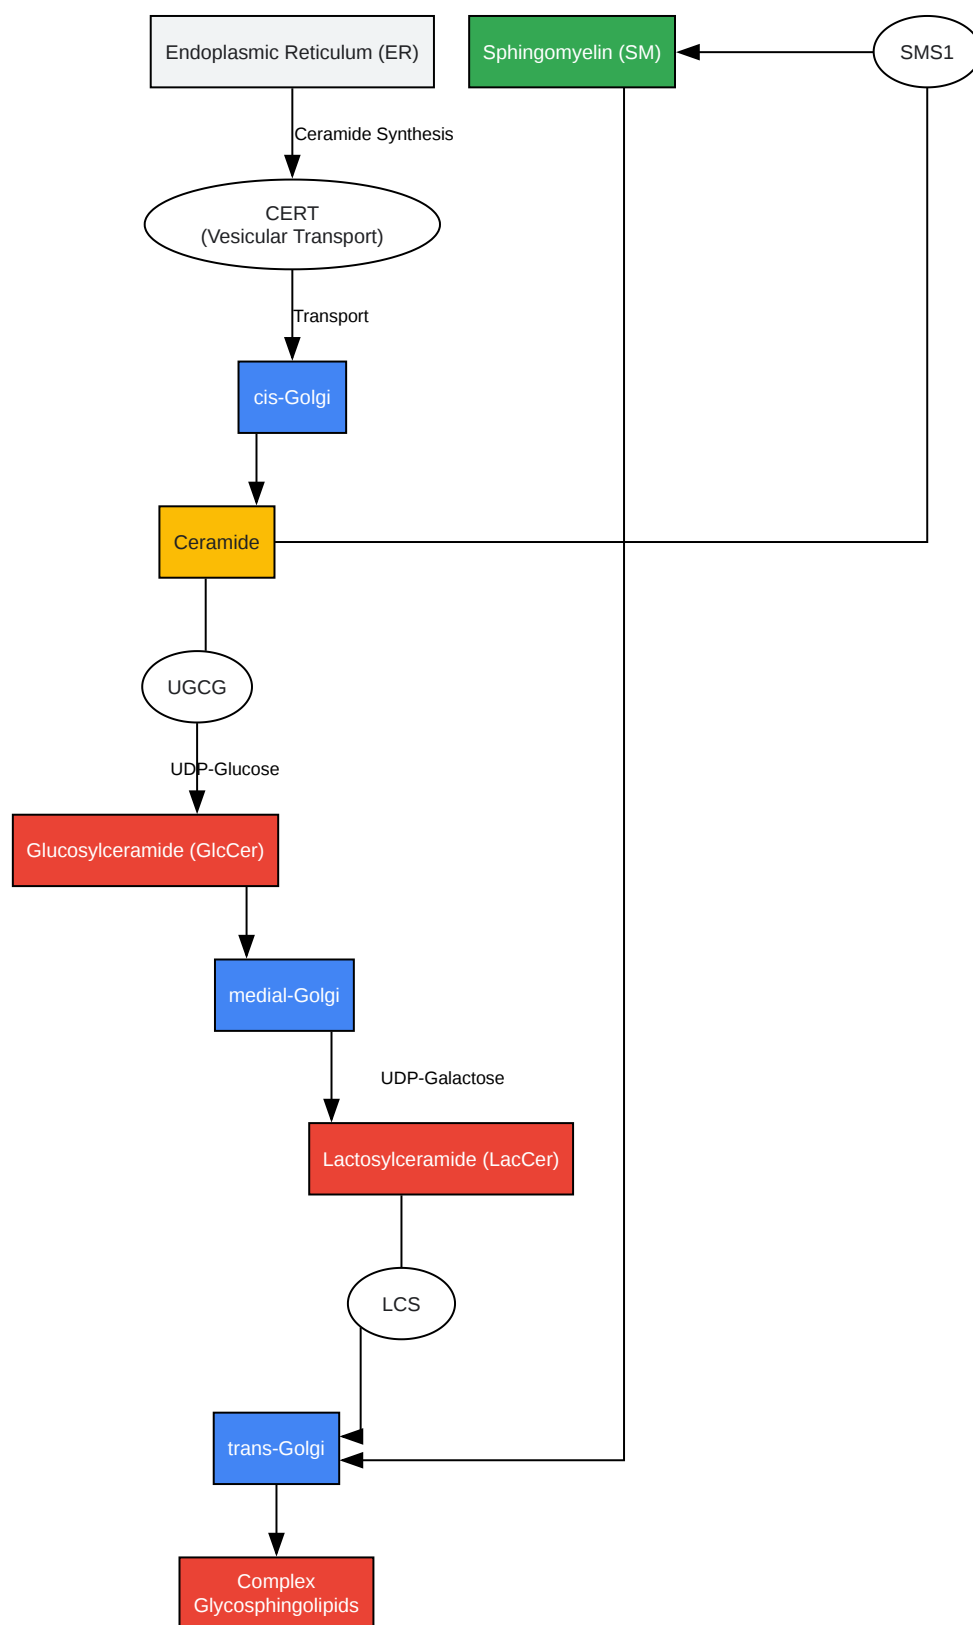 Endoplasmic Reticulum (ER)
Sphingomyelin (SM)
SMS1
Ceramide Synthesis
CERT
(Vesicular Transport)
Transport
cis-Golgi
Ceramide
UGCG
UDP-Glucose
Glucosylceramide (GlcCer)
medial-Golgi
UDP-Galactose
Lactosylceramide (LacCer)
LCS
trans-Golgi
Complex
Glycosphingolipids